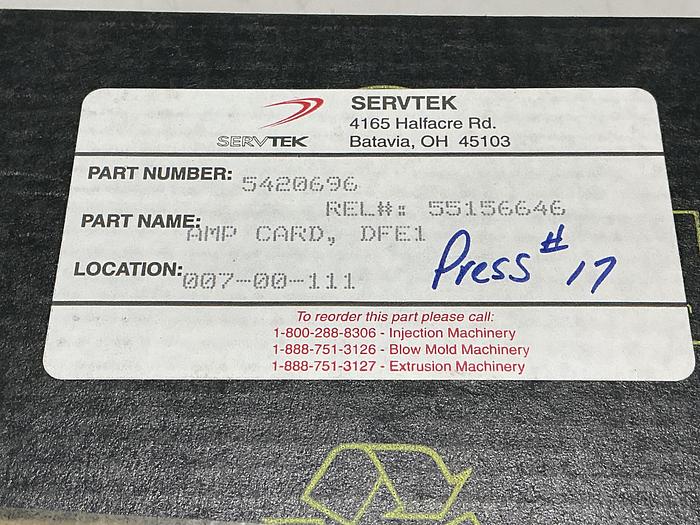 SERVTEK
SERVTEK
4165 Halfacre Rd.
Batavia, OH 45103
PART NUMBER: 5420696
REL#: 55156646
PART NAME: AMP CARD, DFE1
LOCATION: 007-00-111
Press # 17
To reorder this part please call:
1-800-288-8306 - Injection Machinery
1-888-751-3126 - Blow Mold Machinery
1-888-751-3127 - Extrusion Machinery